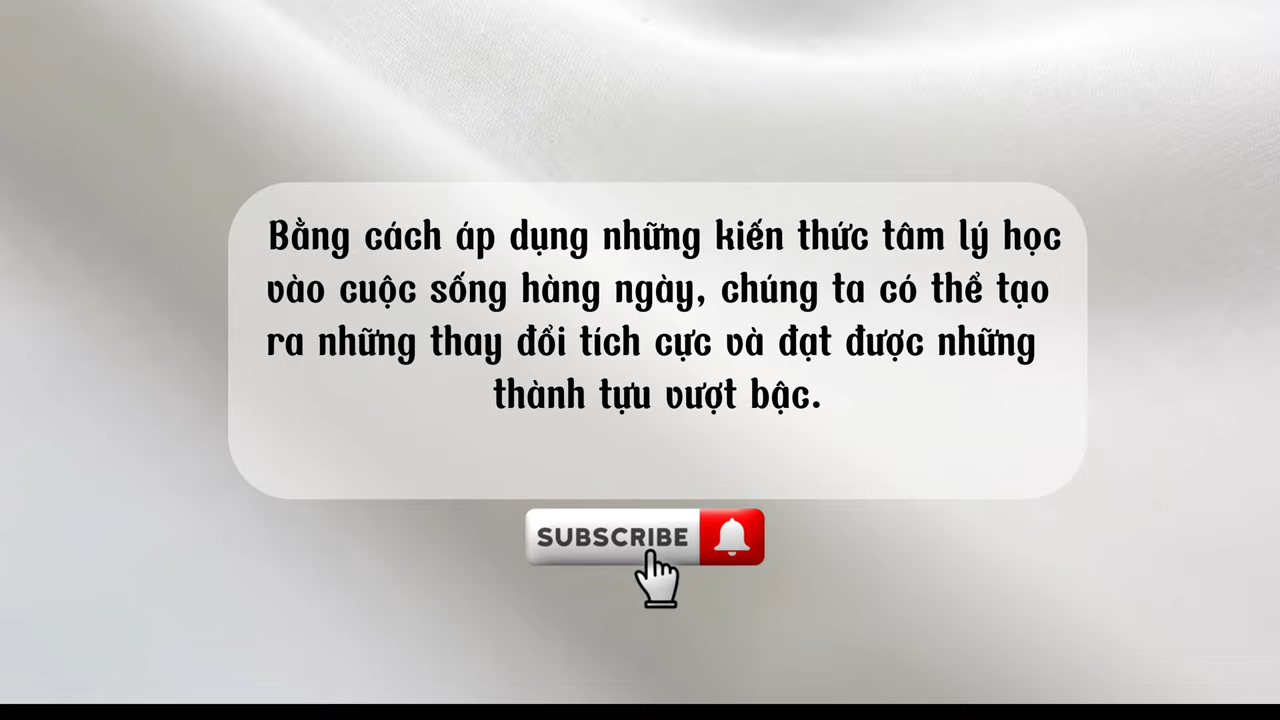 Bằng cách áp dụng những kiến thức tâm lý học
vào cuộc sống hàng ngày, chúng ta có thể tạo
ra những thay đổi tích cực và đạt được những
thành tựu vượt bậc.
SUBSCRIBE